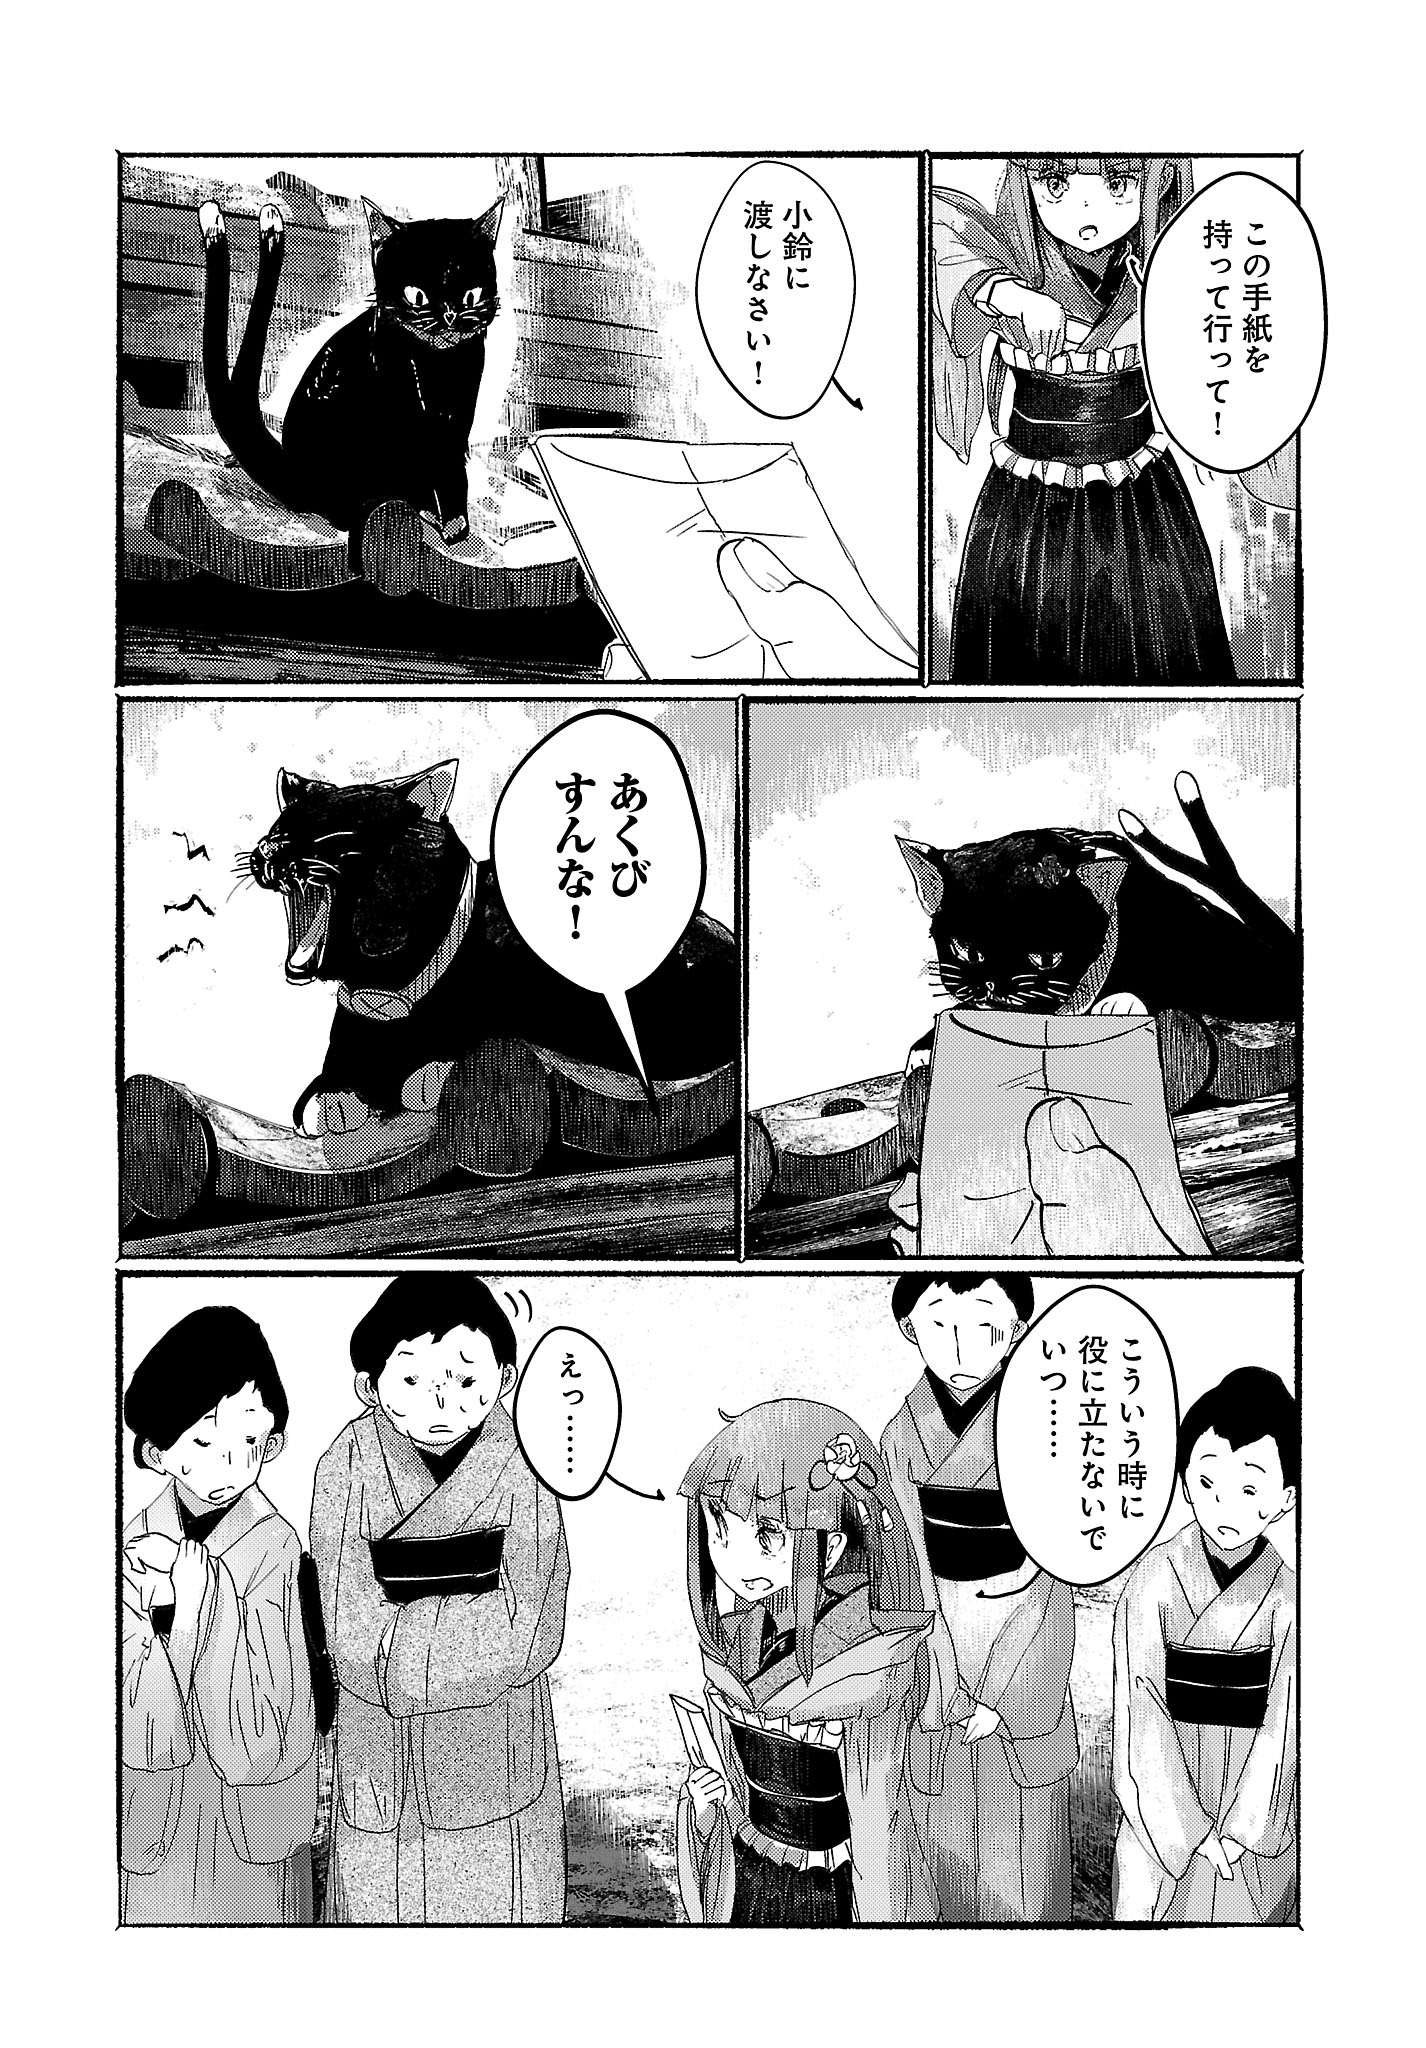 この手紙を
持って行って！
小鈴に
渡しなさい！
あくび
すんな！
こういう時に
役に立たないで
いつ……
えっ……